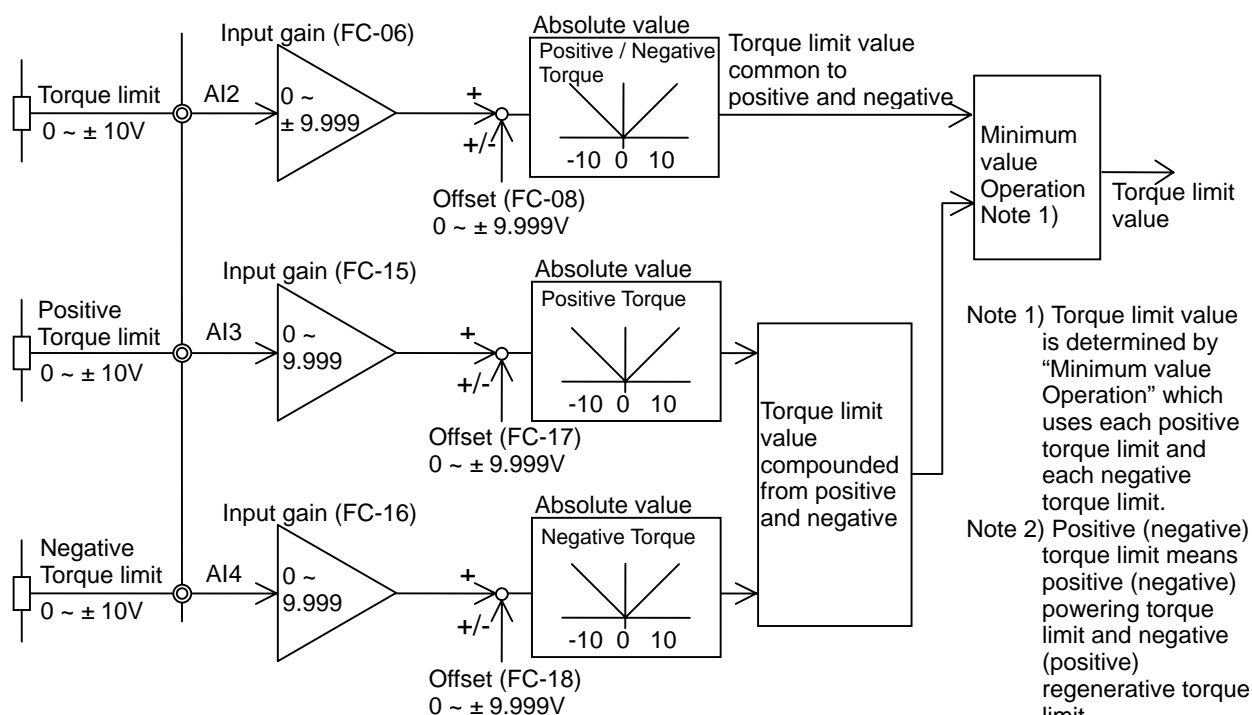 Input gain (FC-06)
Absolute value
Torque limit
0 ~ ± 10V
AI2
0 ~
± 9.999
+
+/-
Offset (FC-08)
0 ~ ± 9.999V
Positive / Negative
Torque
-10 0 10
Torque limit value
common to
positive and negative
Minimum
value
Operation
Note 1)
Torque limit
value
Input gain (FC-15)
Absolute value
Positive
Torque limit
0 ~ ± 10V
AI3
0 ~
9.999
+
+/-
Offset (FC-17)
0 ~ ± 9.999V
Positive Torque
-10 0 10
Torque limit
value
compounded
from positive
and negative
Input gain (FC-16)
Absolute value
Negative
Torque limit
0 ~ ± 10V
AI4
0 ~
9.999
+
+/-
Offset (FC-18)
0 ~ ± 9.999V
Negative Torque
-10 0 10
Note 1) Torque limit value
is determined by
“Minimum value
Operation” which
uses each positive
torque limit and
each negative
torque limit.
Note 2) Positive (negative)
torque limit means
positive (negative)
powering torque
limit and negative
(positive)
regenerative torque
limit